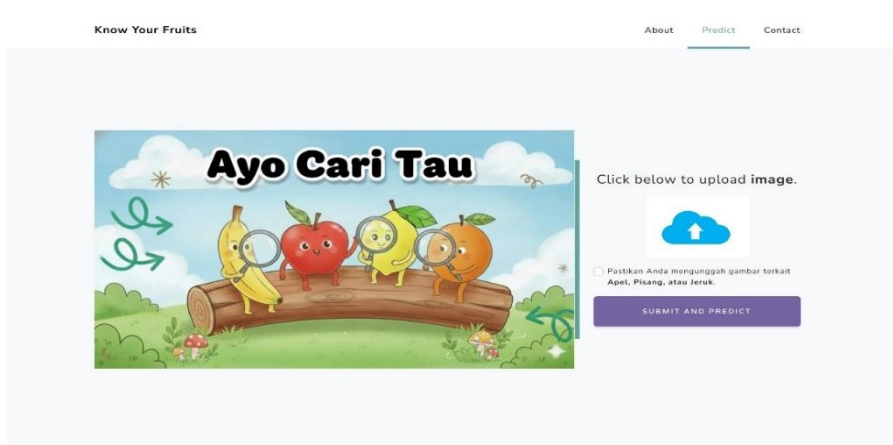 Know Your Fruits
About
Predict
Contact
Ayo Cari Tau
Click below to upload image.
Pastikan Anda mengunggah gambar terkait
Apel, Pisang, atau Jeruk.
SUBMIT AND PREDICT